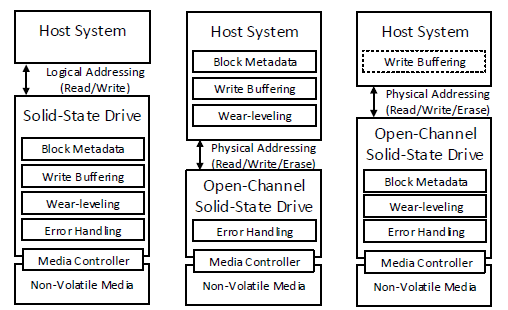 Host System
Logical Addressing
(Read/Write)
Solid-State Drive
Block Metadata
Write Buffering
Wear-leveling
Error Handling
Media Controller
Non-Volatile Media
Host System
Block Metadata
Write Buffering
Wear-leveling
Physical Addressing
(Read/Write/Erase)
Open-Channel
Solid-State Drive
Error Handling
Media Controller
Non-Volatile Media
Host System
Write Buffering
Physical Addressing
(Read/Write/Erase)
Open-Channel
Solid-State Drive
Block Metadata
Wear-leveling
Error Handling
Media Controller
Non-Volatile Media